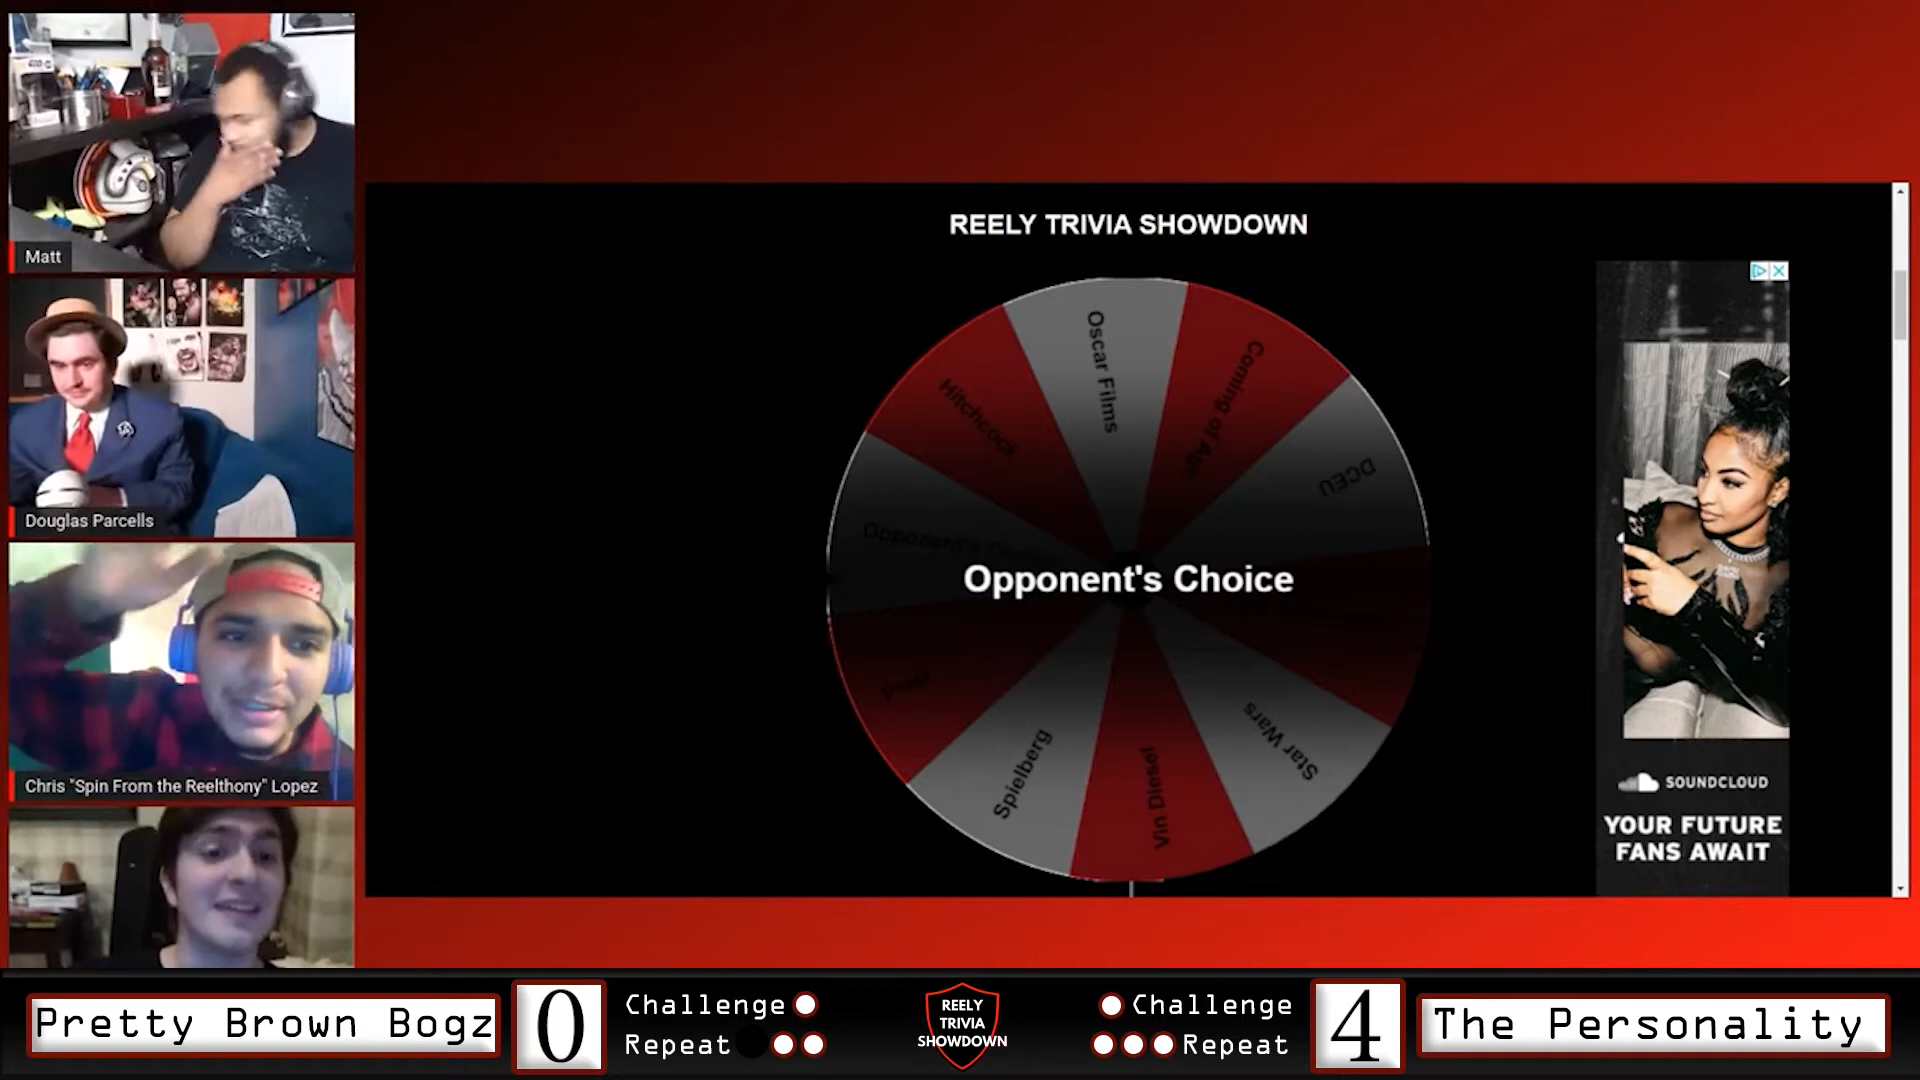 Matt
Douglas Parcells
Chris "Spin From the Reelthony" Lopez
REELY TRIVIA SHOWDOWN
Oscar Films
Coming of Age
DCEU
Hitchcock
Opponent's Choice
Opponent's Choice
Star Wars
Vin Diesel
Spielberg
SOUNDCLOUD
YOUR FUTURE
FANS AWAIT
Pretty Brown Bogz
0
Challenge
Repeat
REELY
TRIVIA
SHOWDOWN
Challenge
Repeat
4
The Personality